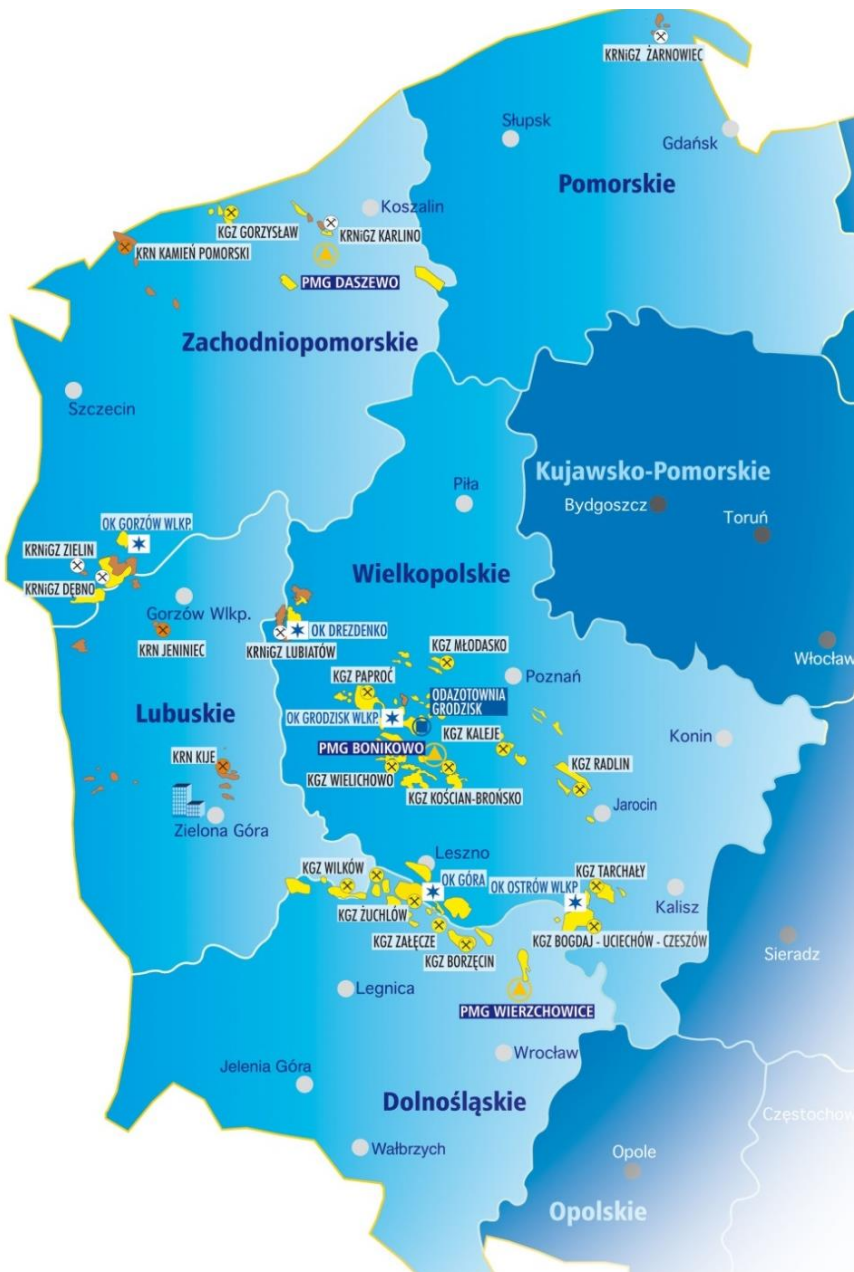 KRNiGZ ŻARNOWIEC
Słupsk
Gdańsk
Pomorskie
Koszalin
KGZ GORZYSŁAW
KRNiGZ KARLINO
KRN KAMIEŃ POMORSKI
PMG DASZEWO
Zachodniopomorskie
Szczecin
Kujawsko-Pomorskie
Piła
Bydgoszcz
Toruń
OK GORZÓW WLKP.
KRNiGZ ZIELIN
KRNiGZ DĘBNO
Wielkopolskie
Gorzów Wlkp.
OK DREZDENKO
KRN JENINIEC
KRNiGZ LUBIATÓW
KGZ MŁODASKO
Włocław
KGZ PAPROĆ
Poznań
ODAZOTOWNIA
GRODZISK
Lubuskie
OK GRODZISK WLKP.
KGZ KALEJE
Konin
PMG BONIKOWO
KRN KIJE
KGZ RADLIN
KGZ WIELICHOWO
KGZ KOŚCIAN-BROŃSKO
Jarocin
Zielona Góra
Leszno
KGZ WILKÓW
OK GÓRA
OK OSTRÓW WLKP
KGZ TARCHAŁY
Kalisz
KGZ ŻUCHLÓW
KGZ ZAŁĘCZE
KGZ BOGDAJ - UCIECHÓW - CZESZÓW
KGZ BORZĘCIN
Sieradz
Legnica
PMG WIERZCHOWICE
Wrocław
Jelenia Góra
Dolnośląskie
Częstochow
Wałbrzych
Opole
Opolskie